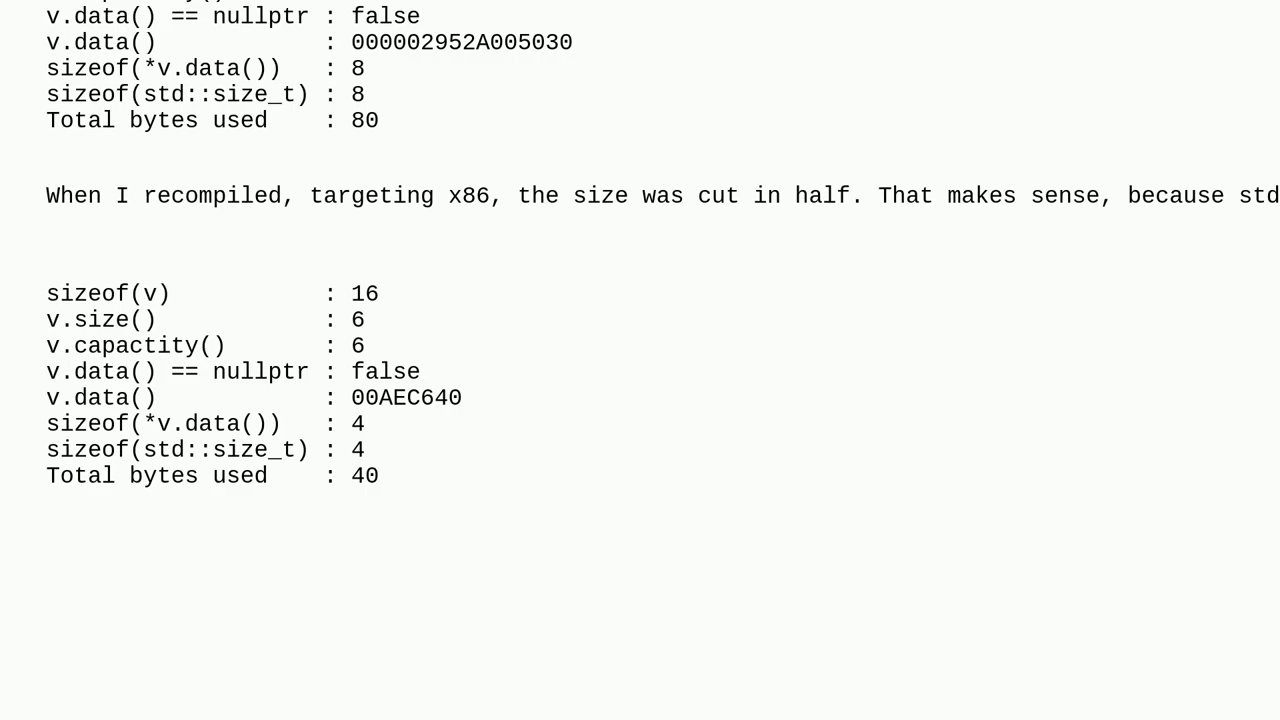 v.data() == nullptr : false
v.data()            : 000002952A005030
sizeof(*v.data())   : 8
sizeof(std::size_t) : 8
Total bytes used    : 80
When I recompiled, targeting x86, the size was cut in half. That makes sense, because std
sizeof(v)           : 16
v.size()            : 6
v.capactity()       : 6
v.data() == nullptr : false
v.data()            : 00AEC640
sizeof(*v.data())   : 4
sizeof(std::size_t) : 4
Total bytes used    : 40